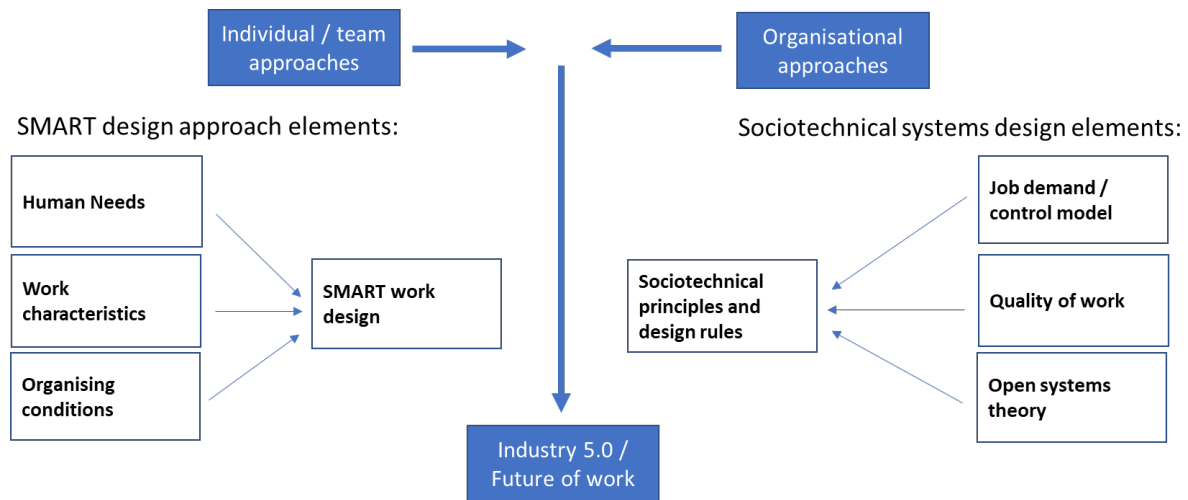 Individual / team
approaches
Organisational
approaches
SMART design approach elements:
Sociotechnical systems design elements:
Human Needs
Work
characteristics
Organising
conditions
SMART work
design
Sociotechnical
principles and
design rules
Job demand /
control model
Quality of work
Open systems
theory
Industry 5.0 /
Future of work